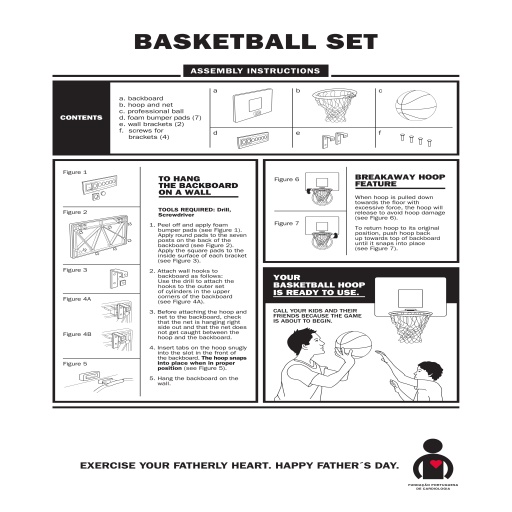 BASKETBALL SET
ASSEMBLY INSTRUCTIONS
CONTENTS
a. backboard
b. hoop and net
c. professional ball
d. foam bumper pads (7)
e. wall brackets (2)
f. screws for
brackets (4)
a
b
c
d
e
f
Figure 1
Figure 2
Figure 3
Figure 4A
Figure 4B
Figure 5
TO HANG
THE BACKBOARD
ON A WALL
TOOLS REQUIRED: Drill,
Screwdriver
1. Peel off and apply foam
bumper pads (see Figure 1).
Apply round pads to the seven
posts on the back of the
backboard (see Figure 2).
Apply the square pads to the
inside surface of each bracket
(see Figure 3).
2. Attach wall hooks to
backboard as follows:
Use the drill to attach the
hooks to the outer set
of cylinders in the upper
corners of the backboard
(see Figure 4A).
3. Before attaching the hoop and
net to the backboard, check
that the net is hanging right
side out and that the net does
not get caught between the
hoop and the backboard.
4. Insert tabs on the hoop snugly
into the slot in the front of
the backboard. The hoop snaps
into place when in proper
position (see Figure 5).
5. Hang the backboard on the
wall.
Figure 6
Figure 7
BREAKAWAY HOOP
FEATURE
When hoop is pulled down
towards the floor with
excessive force, the hoop will
release to avoid hoop damage
(see Figure 6).
To return hoop to its original
position, push hoop back
up towards top of backboard
until it snaps into place
(see Figure 7).
YOUR
BASKETBALL HOOP
IS READY TO USE.
CALL YOUR KIDS AND THEIR
FRIENDS BECAUSE THE GAME
IS ABOUT TO BEGIN.
EXERCISE YOUR FATHERLY HEART. HAPPY FATHER´S DAY.
FUNDAÇÃO PORTUGUESA
DE CARDIOLOGIA